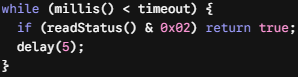 while (millis() < timeout) {
  if (readStatus() & 0x02) return true;
  delay(5);
}